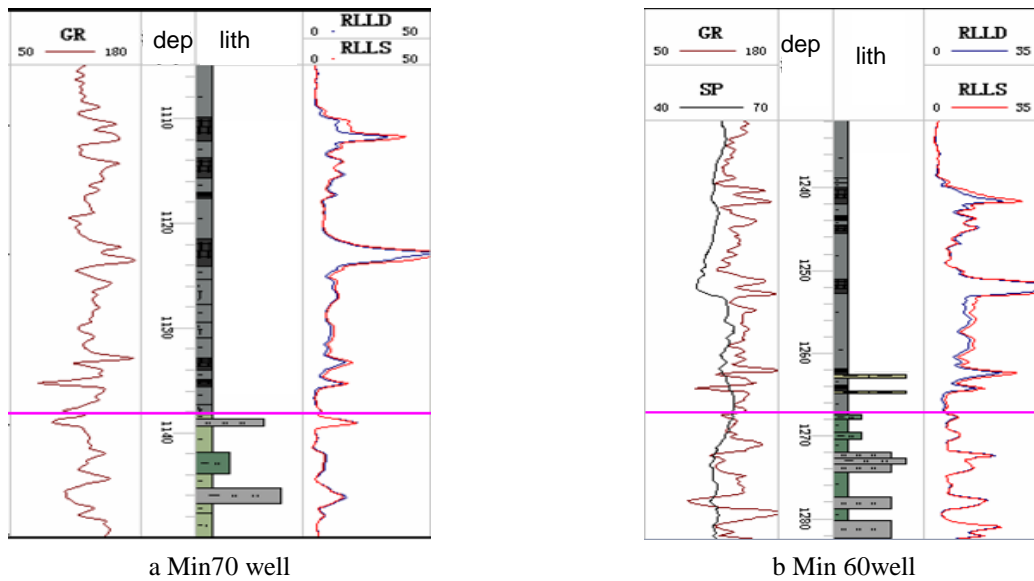 GR
50 180
dep
lith
RLLD
0 50
RLLS
0 50
1110
1120
1130
1140
a Min70 well
GR
50 180
SP
40 70
dep
lith
RLLD
0 35
RLLS
0 35
1240
1250
1260
1270
1280
b Min 60well